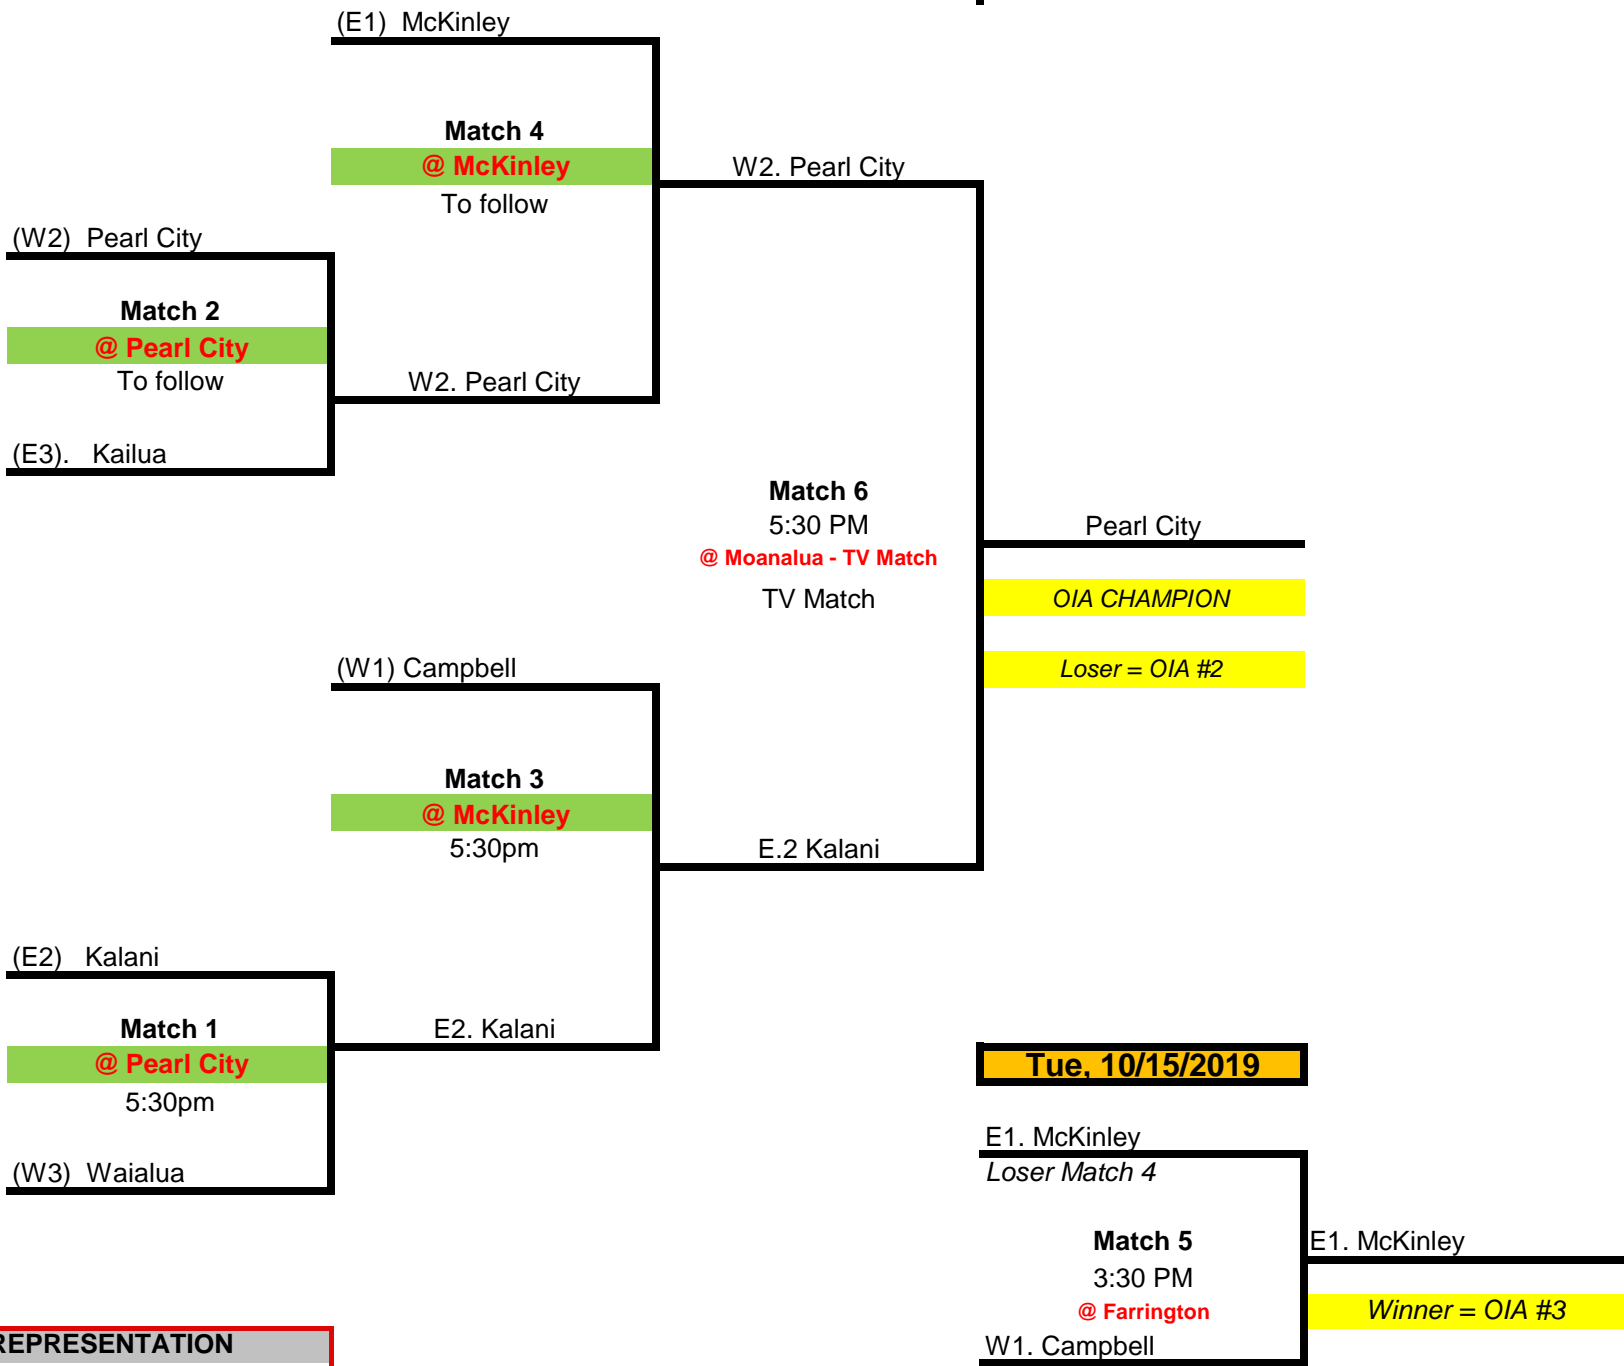 (E1) McKinley
Match 4
@ McKinley
W2. Pearl City
To follow
(W2) Pearl City
Match 2
@ Pearl City
To follow
W2. Pearl City
(E3). Kailua
Match 6
5:30 PM
Pearl City
@ Moanalua - TV Match
TV Match
OIA CHAMPION
(W1) Campbell
Loser = OIA #2
Match 3
@ McKinley
5:30pm
E.2 Kalani
(E2) Kalani
Match 1
E2. Kalani
@ Pearl City
Tue, 10/15/2019
5:30pm
E1. McKinley
(W3) Waialua
Loser Match 4
Match 5
E1. McKinley
3:30 PM
@ Farrington
Winner = OIA #3
REPRESENTATION
W1. Campbell